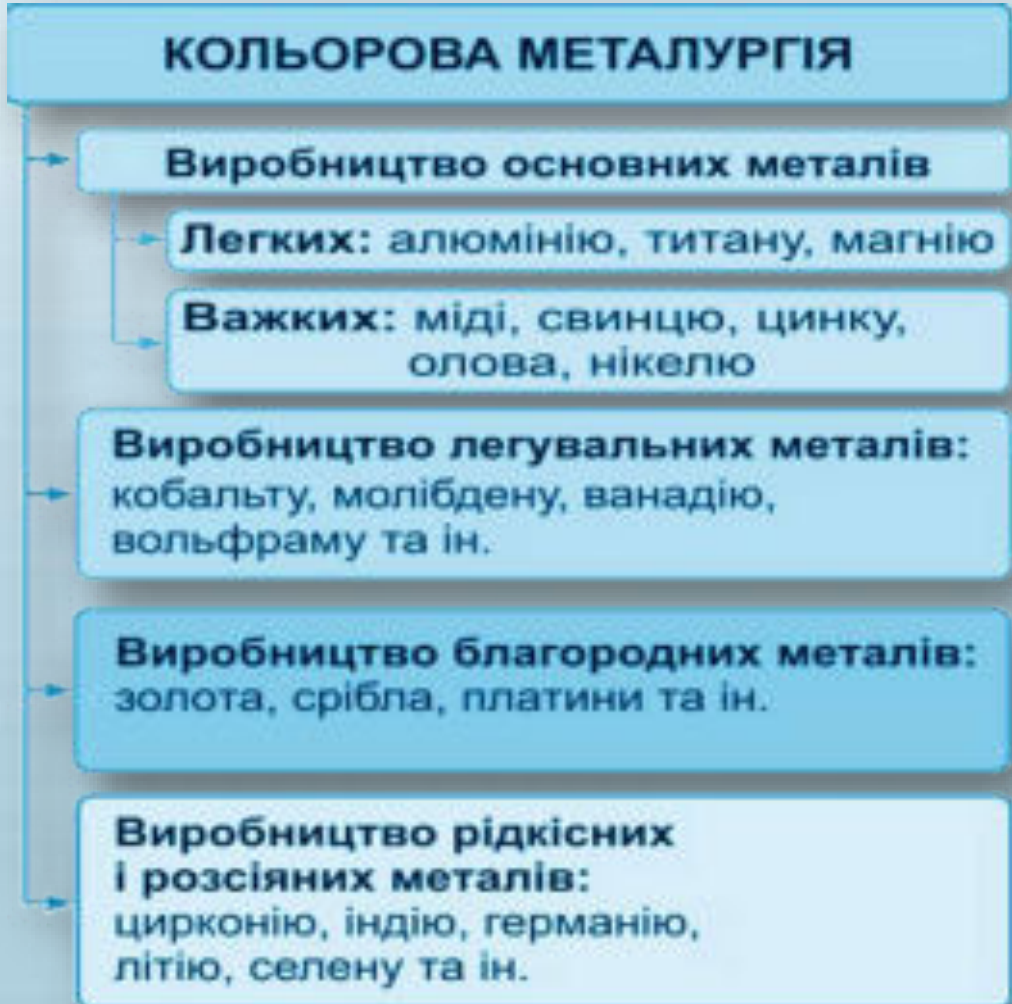 КОЛЬОРОВА МЕТАЛУРГІЯ
Виробництво основних металів
Легких: алюмінію, титану, магнію
Важких: міді, свинцю, цинку,
олова, нікелю
Виробництво легувальних металів:
кобальту, молібдену, ванадію,
вольфраму та ін.
Виробництво благородних металів:
золота, срібла, платини та ін.
Виробництво рідкісних
і розсіяних металів:
цирконію, індію, германію,
літію, селену та ін.